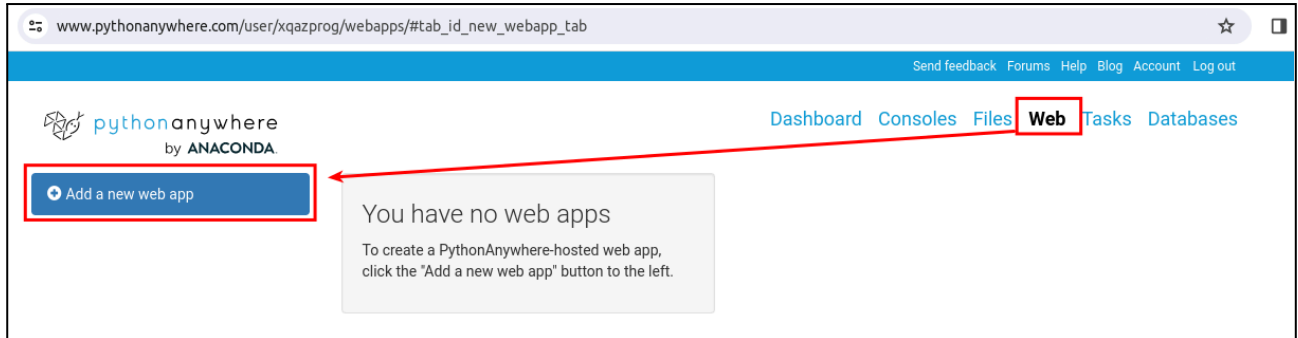 www.pythonanywhere.com/user/xqazprog/webapps/#tab_id_new_webapp_tab
Send feedback Forums Help Blog Account Log out
pythonanywhere
by ANACONDA.
Dashboard Consoles Files Web Tasks Databases
Add a new web app
You have no web apps
To create a PythonAnywhere-hosted web app,
click the "Add a new web app" button to the left.